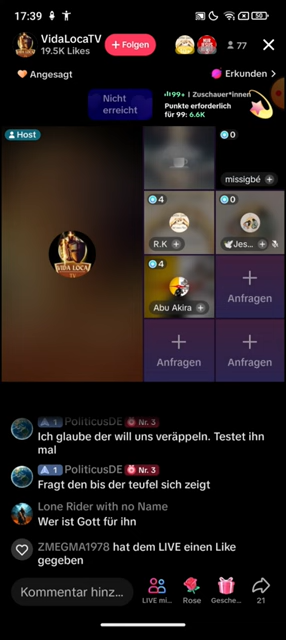 17:39
50
VidaLocaTV
19.5K Likes
+ Folgen
77
Angesagt
Erkunden >
Nicht
erreicht
99+ | Zuschauer*innen
Punkte erforderlich
für 99: 6.6K
Host
VIDA LOCA
TV
0
missigbé +
4
R.K +
0
Jes... +
4
Abu Akira +
Anfragen
Anfragen
Anfragen
1 PoliticusDE Nr. 3
Ich glaube der will uns veräppeln. Testet ihn
mal
1 PoliticusDE Nr. 3
Fragt den bis der teufel sich zeigt
Lone Rider with no Name
Wer ist Gott für ihn
ZMEGMA1978 hat dem LIVE einen Like
gegeben
Kommentar hinz...
LIVE mi...
Rose
Gesche...
21